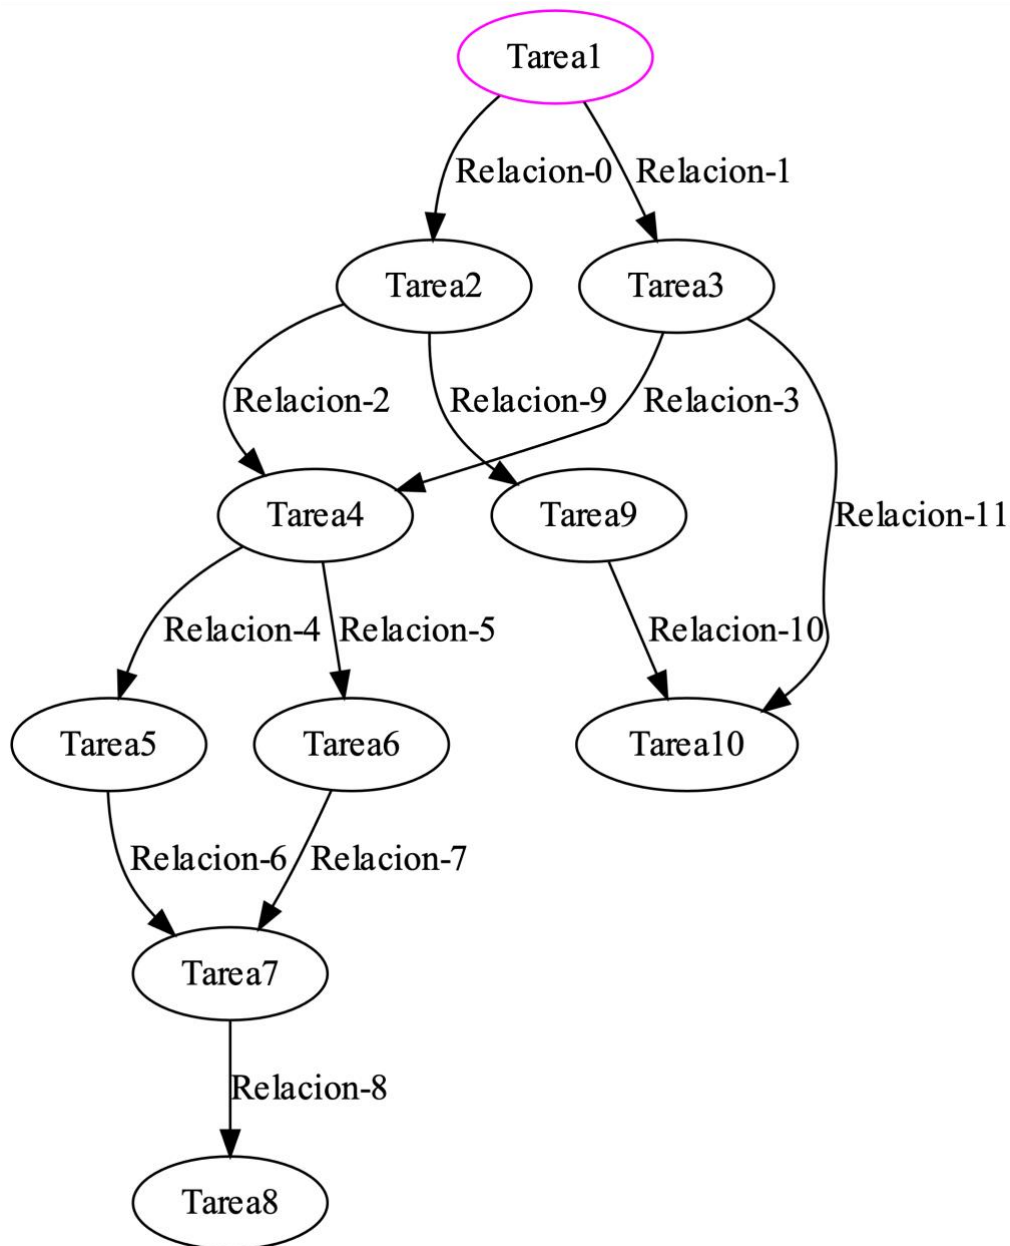 Tarea1
Relacion-0
Relacion-1
Tarea2
Tarea3
Relacion-2
Relacion-9
Relacion-3
Tarea4
Tarea9
Relacion-11
Relacion-4
Relacion-5
Relacion-10
Tarea5
Tarea6
Tarea10
Relacion-6
Relacion-7
Tarea7
Relacion-8
Tarea8